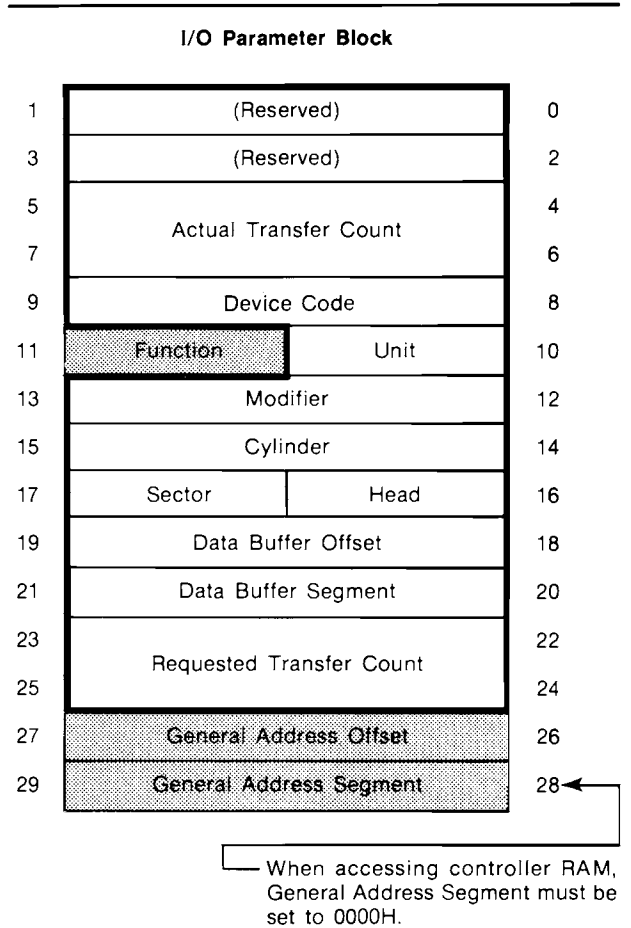 I/O Parameter Block
1 (Reserved) 0
3 (Reserved) 2
5 4
Actual Transfer Count
7 6
9 Device Code 8
11 Function Unit 10
13 Modifier 12
15 Cylinder 14
17 Sector Head 16
19 Data Buffer Offset 18
21 Data Buffer Segment 20
23 22
Requested Transfer Count
25 24
27 General Address Offset 26
29 General Address Segment 28
When accessing controller RAM,
General Address Segment must be
set to 0000H.